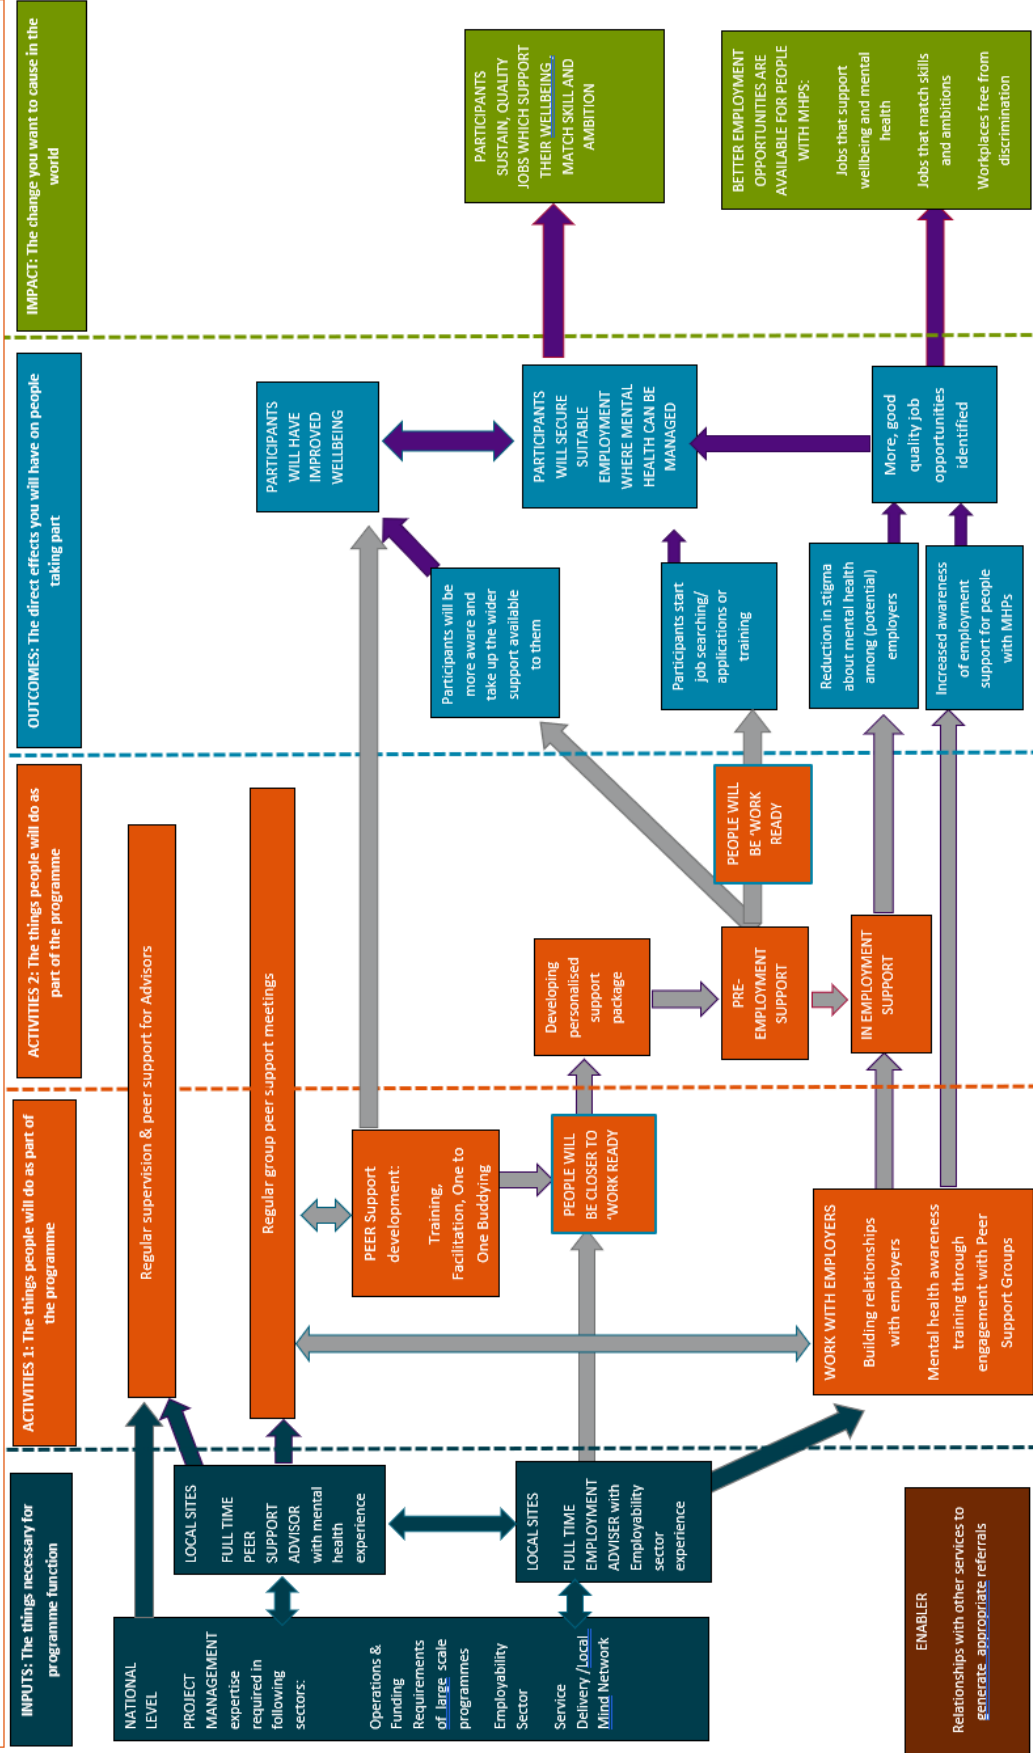 INPUTS: The things necessary for
programme function
ACTIVITIES 1: The things people will do as part of
the programme
ACTIVITIES 2: The things people will do as
part of the programme
OUTCOMES: The direct effects you will have on people
taking part
IMPACT: The change you want to cause in the
world
NATIONAL
LEVEL
PROJECT
MANAGEMENT
expertise
required in
following
sectors:
Operations &
Funding
Requirements
of large scale
programmes
Employability
Sector
Service
Delivery /Local
Mind Network
LOCAL SITES
FULL TIME
PEER
SUPPORT
ADVISOR
with mental
health
experience
LOCAL SITES
FULL TIME
EMPLOYMENT
ADVISER with
Employability
sector
experience
ENABLER
Relationships with other services to
generate appropriate referrals
Regular supervision & peer support for Advisors
Regular group peer support meetings
PEER Support
development:
Training,
Facilitation, One to
One Buddying
PEOPLE WILL
BE CLOSER TO
'WORK READY
WORK WITH EMPLOYERS
Building relationships
with employers
Mental health awareness
training through
engagement with Peer
Support Groups
Developing
personalised
support
package
PRE-
EMPLOYMENT
SUPPORT
IN EMPLOYMENT
SUPPORT
PEOPLE WILL
BE 'WORK
READY
PARTICIPANTS
WILL HAVE
IMPROVED
WELLBEING
Participants will be
more aware and
take up the wider
support available
to them
PARTICIPANTS
WILL SECURE
SUITABLE
EMPLOYMENT
WHERE MENTAL
HEALTH CAN BE
MANAGED
Participants start
job searching/
applications or
training
Reduction in stigma
about mental health
among (potential)
employers
Increased awareness
of employment
support for people
with MHPs
More, good
quality job
opportunities
identified
PARTICIPANTS
SUSTAIN, QUALITY
JOBS WHICH SUPPORT
THEIR WELLBEING ,
MATCH SKILL AND
AMBITION
BETTER EMPLOYMENT
OPPORTUNITIES ARE
AVAILABLE FOR PEOPLE
WITH MHPS:
Jobs that support
wellbeing and mental
health
Jobs that match skills
and ambitions
Workplaces free from
discrimination